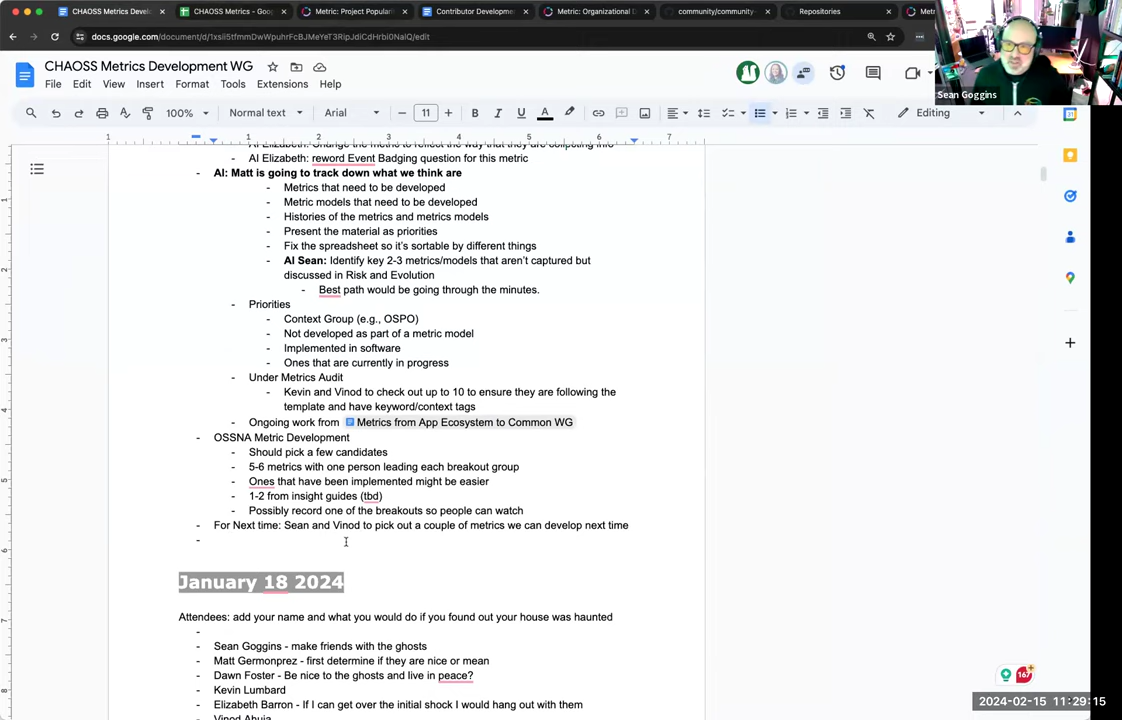 CHAOSS Metrics Devel
CHAOSS Metrics - Goo
Metric: Project Populari
Contributor Developmen
Metric: Organizational D
community/community-
Repositories
Met
docs.google.com
CHAOSS Metrics Development WG
File Edit View Insert Format Tools Extensions Help
100% Normal text Arial 11 Editing
Sean Goggins
AI Elizabeth: reword Event Badging question for this metric
- AI: Matt is going to track down what we think are
- Metrics that need to be developed
- Metric models that need to be developed
- Histories of the metrics and metrics models
- Present the material as priorities
- Fix the spreadsheet so it's sortable by different things
- AI Sean: Identify key 2-3 metrics/models that aren't captured but
discussed in Risk and Evolution
- Best path would be going through the minutes.
- Priorities
- Context Group (e.g., OSPO)
- Not developed as part of a metric model
- Implemented in software
- Ones that are currently in progress
- Under Metrics Audit
- Kevin and Vinod to check out up to 10 to ensure they are following the
template and have keyword/context tags
- Ongoing work from Metrics from App Ecosystem to Common WG
- OSSNA Metric Development
- Should pick a few candidates
- 5-6 metrics with one person leading each breakout group
- Ones that have been implemented might be easier
- 1-2 from insight guides (tbd)
- Possibly record one of the breakouts so people can watch
- For Next time: Sean and Vinod to pick out a couple of metrics we can develop next time
-
January 18 2024
Attendees: add your name and what you would do if you found out your house was haunted
-
- Sean Goggins - make friends with the ghosts
- Matt Germonprez - first determine if they are nice or mean
- Dawn Foster - Be nice to the ghosts and live in peace?
- Kevin Lumbard
- Elizabeth Barron - If I can get over the initial shock I would hang out with them
Vinod Ahuja
167
2024-02-15 11:29:15